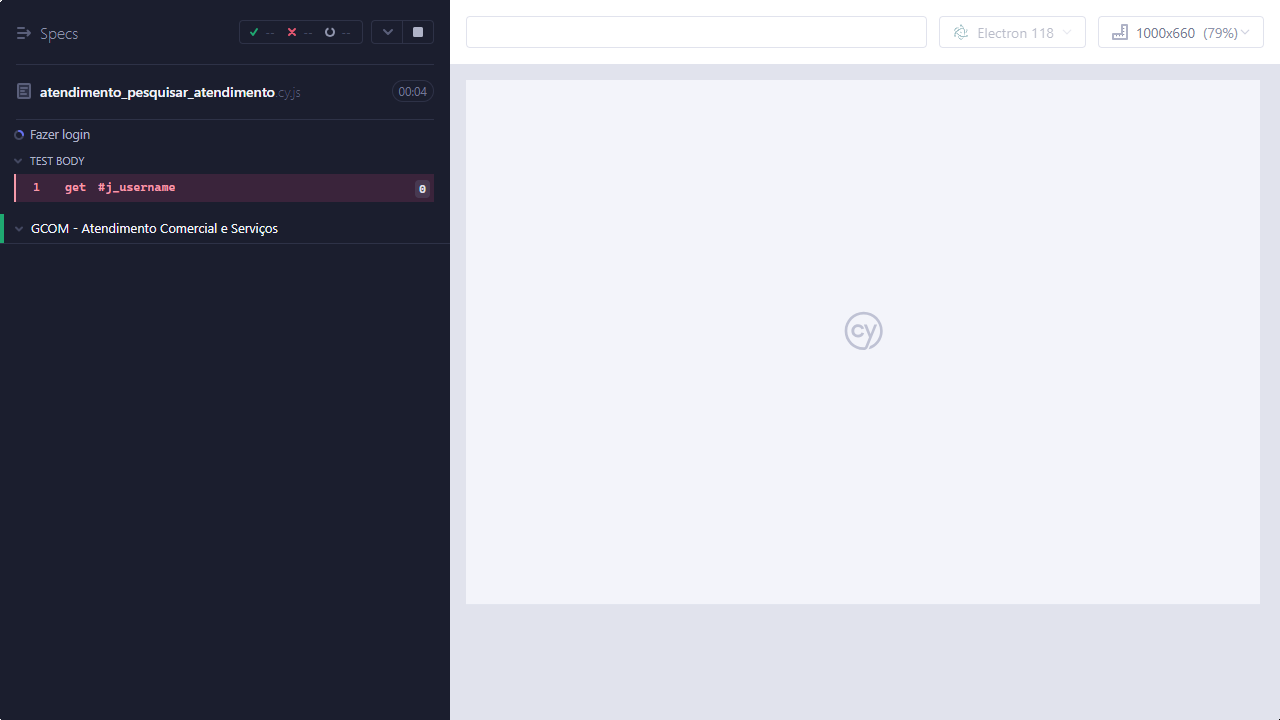 Specs
-- -- --
Electron 118
1000x660 (79%)
atendimento_pesquisar_atendimento.cy.js
00:04
Fazer login
TEST BODY
1 get #j_username 0
GCOM - Atendimento Comercial e Serviços
cy